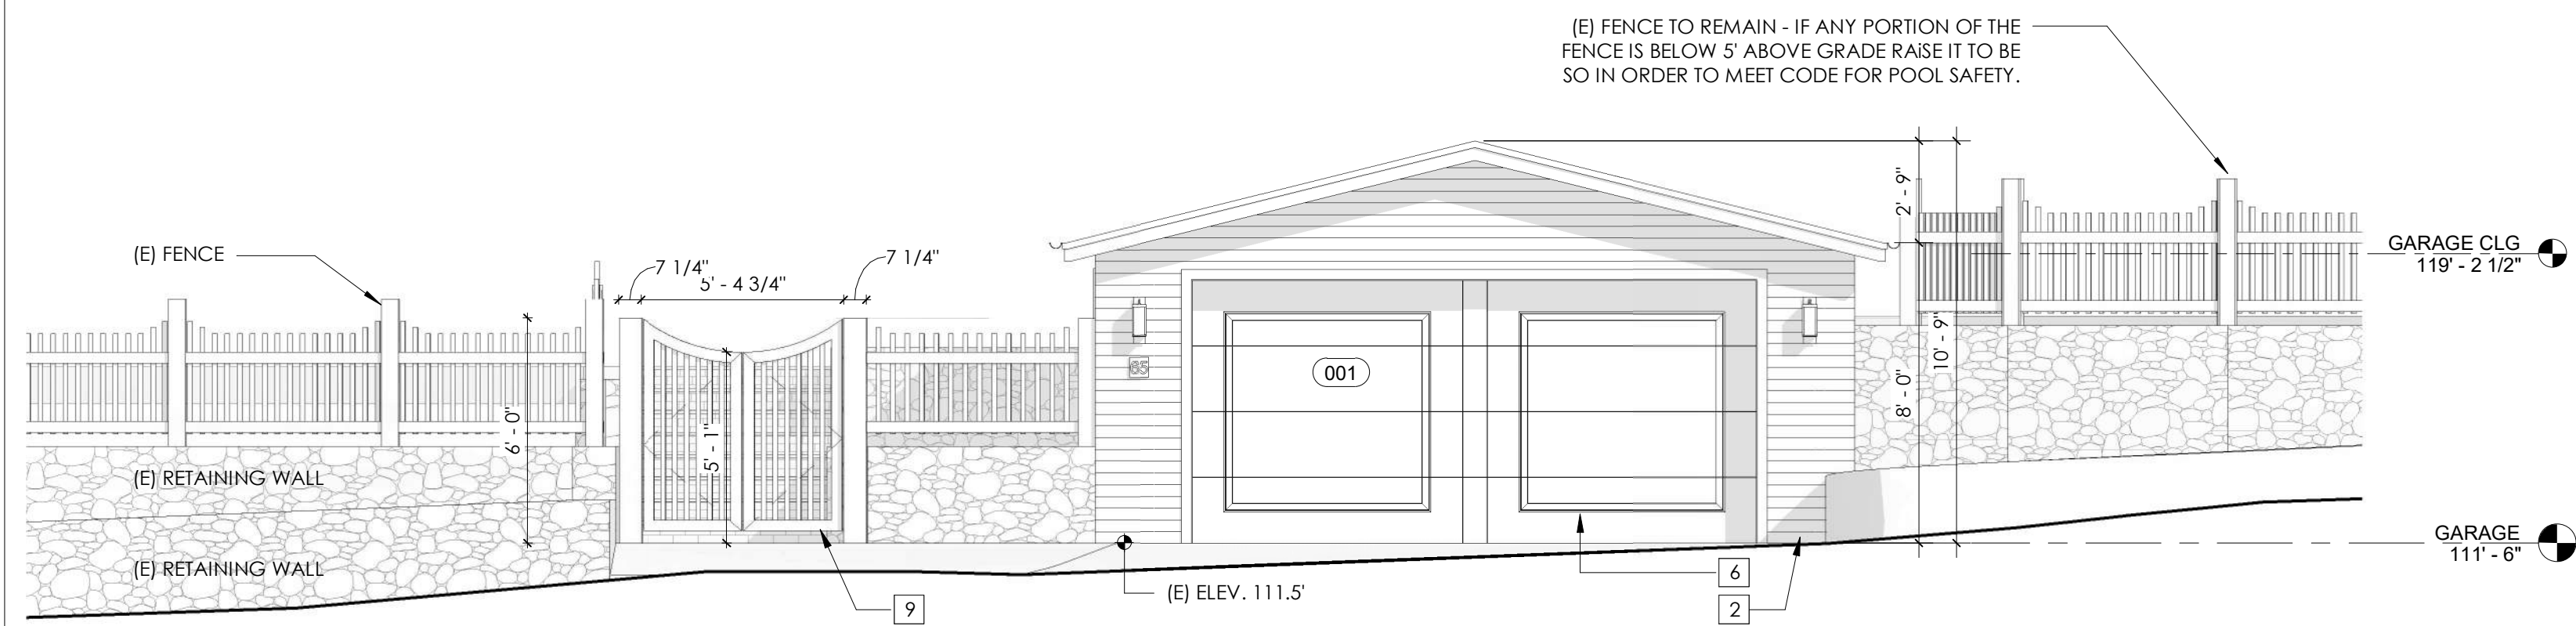 (E) FENCE TO REMAIN - IF ANY PORTION OF THE
FENCE IS BELOW 5' ABOVE GRADE RAiSE IT TO BE
SO IN ORDER TO MEET CODE FOR POOL SAFETY.
(E) FENCE
7 1/4"
5' - 4 3/4"
7 1/4"
2' - 9"
GARAGE CLG
119' - 2 1/2"
10' - 9"
8' - 0"
65
001
6' - 0"
5' - 1"
(E) RETAINING WALL
(E) RETAINING WALL
GARAGE
111' - 6"
(E) ELEV. 111.5'
6
9
2